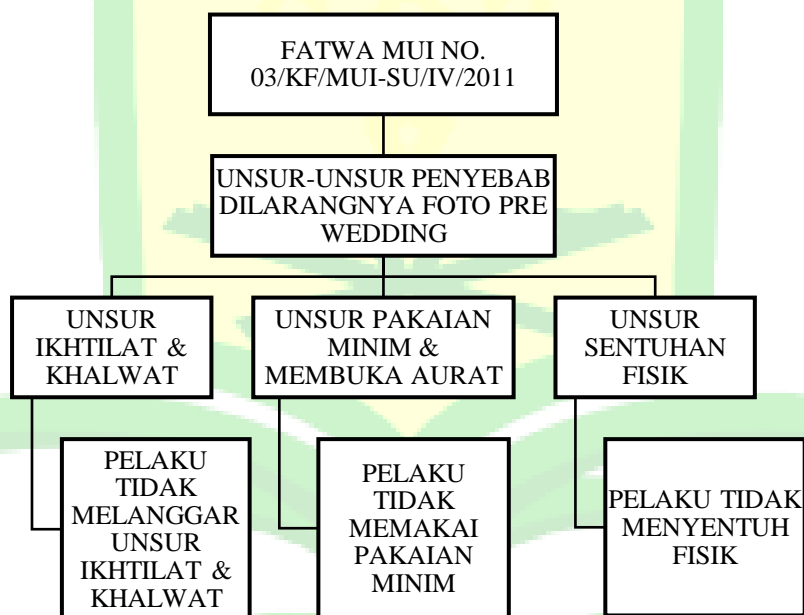 FATWA MUI NO.
03/KF/MUI-SU/IV/2011
UNSUR-UNSUR PENYEBAB
DILARANGNYA FOTO PRE
WEDDING
UNSUR
IKHTILAT &
KHALWAT
UNSUR PAKAIAN
MINIM &
MEMBUKA AURAT
UNSUR
SENTUHAN
FISIK
PELAKU
TIDAK
MELANGGAR
UNSUR
IKHTILAT &
KHALWAT
PELAKU
TIDAK
MEMAKAI
PAKAIAN
MINIM
PELAKU TIDAK
MENYENTUH
FISIK